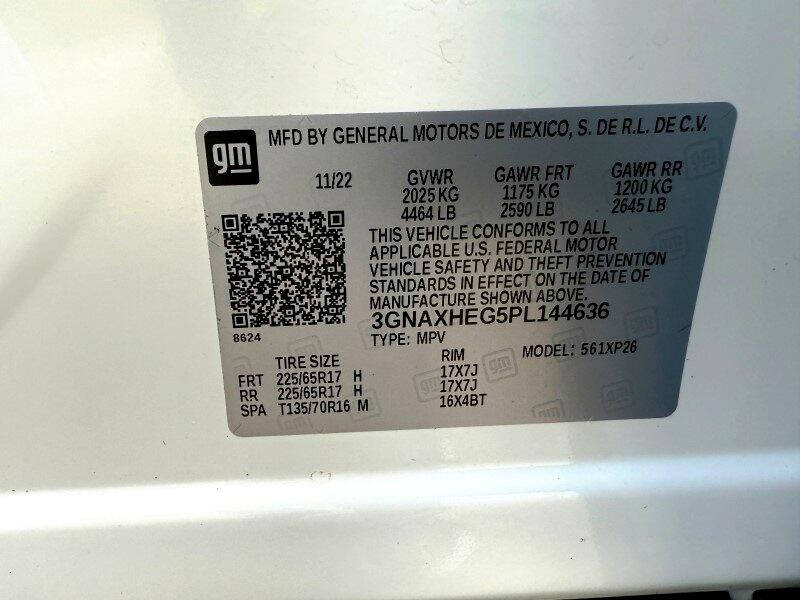 gm
MFD BY GENERAL MOTORS DE MEXICO, S. DE R.L. DE C.V.
11/22
GVWR GAWR FRT GAWR RR
2025 KG 1175 KG 1200 KG
4464 LB 2590 LB 2645 LB
THIS VEHICLE CONFORMS TO ALL
APPLICABLE U.S. FEDERAL MOTOR
VEHICLE SAFETY AND THEFT PREVENTION
STANDARDS IN EFFECT ON THE DATE OF
MANUFACTURE SHOWN ABOVE.
3GNAXHEG5PL144636
8624
TYPE: MPV
MODEL: 561XP26
TIRE SIZE RIM
FRT 225/65R17 H 17X7J
RR 225/65R17 H 17X7J
SPA T135/70R16 M 16X4BT